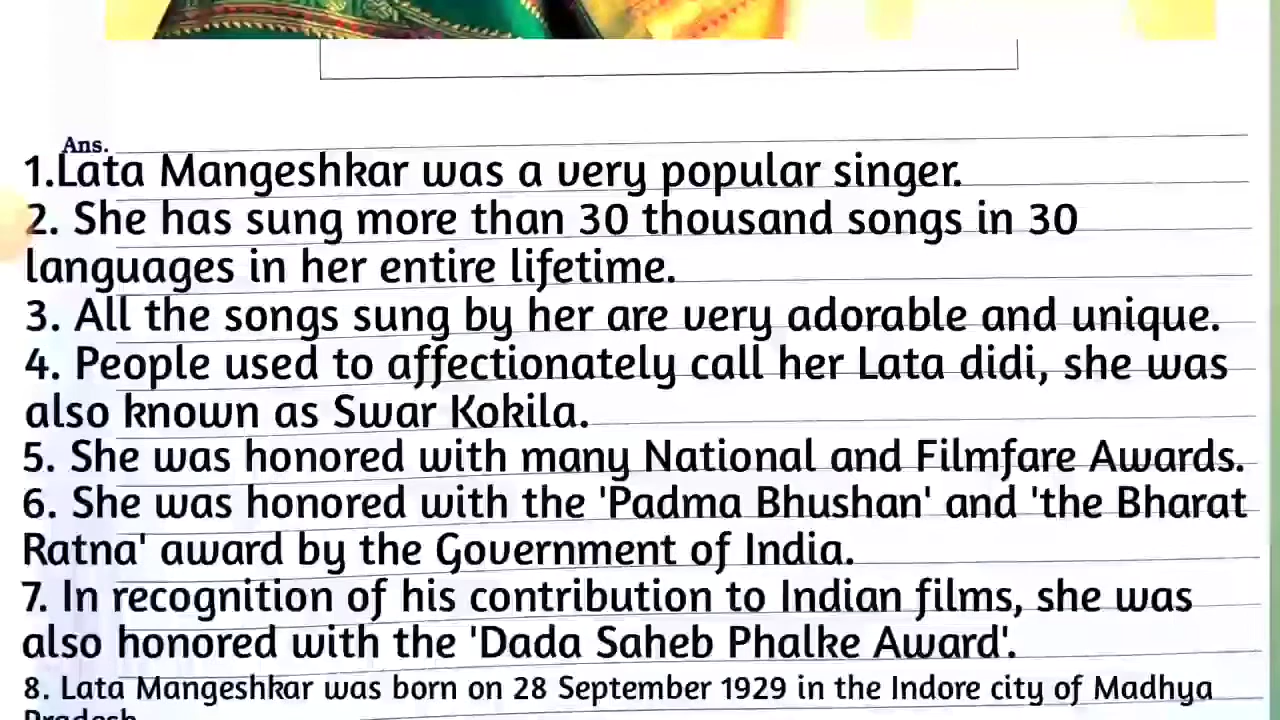 Ans.
1.Lata Mangeshkar was a very popular singer.
2. She has sung more than 30 thousand songs in 30
languages in her entire lifetime.
3. All the songs sung by her are very adorable and unique.
4. People used to affectionately call her Lata didi, she was
also known as Swar Kokila.
5. She was honored with many National and Filmfare Awards.
6. She was honored with the 'Padma Bhushan' and 'the Bharat
Ratna' award by the Government of India.
7. In recognition of his contribution to Indian films, she was
also honored with the 'Dada Saheb Phalke Award'.
8. Lata Mangeshkar was born on 28 September 1929 in the Indore city of Madhya
Pradesh